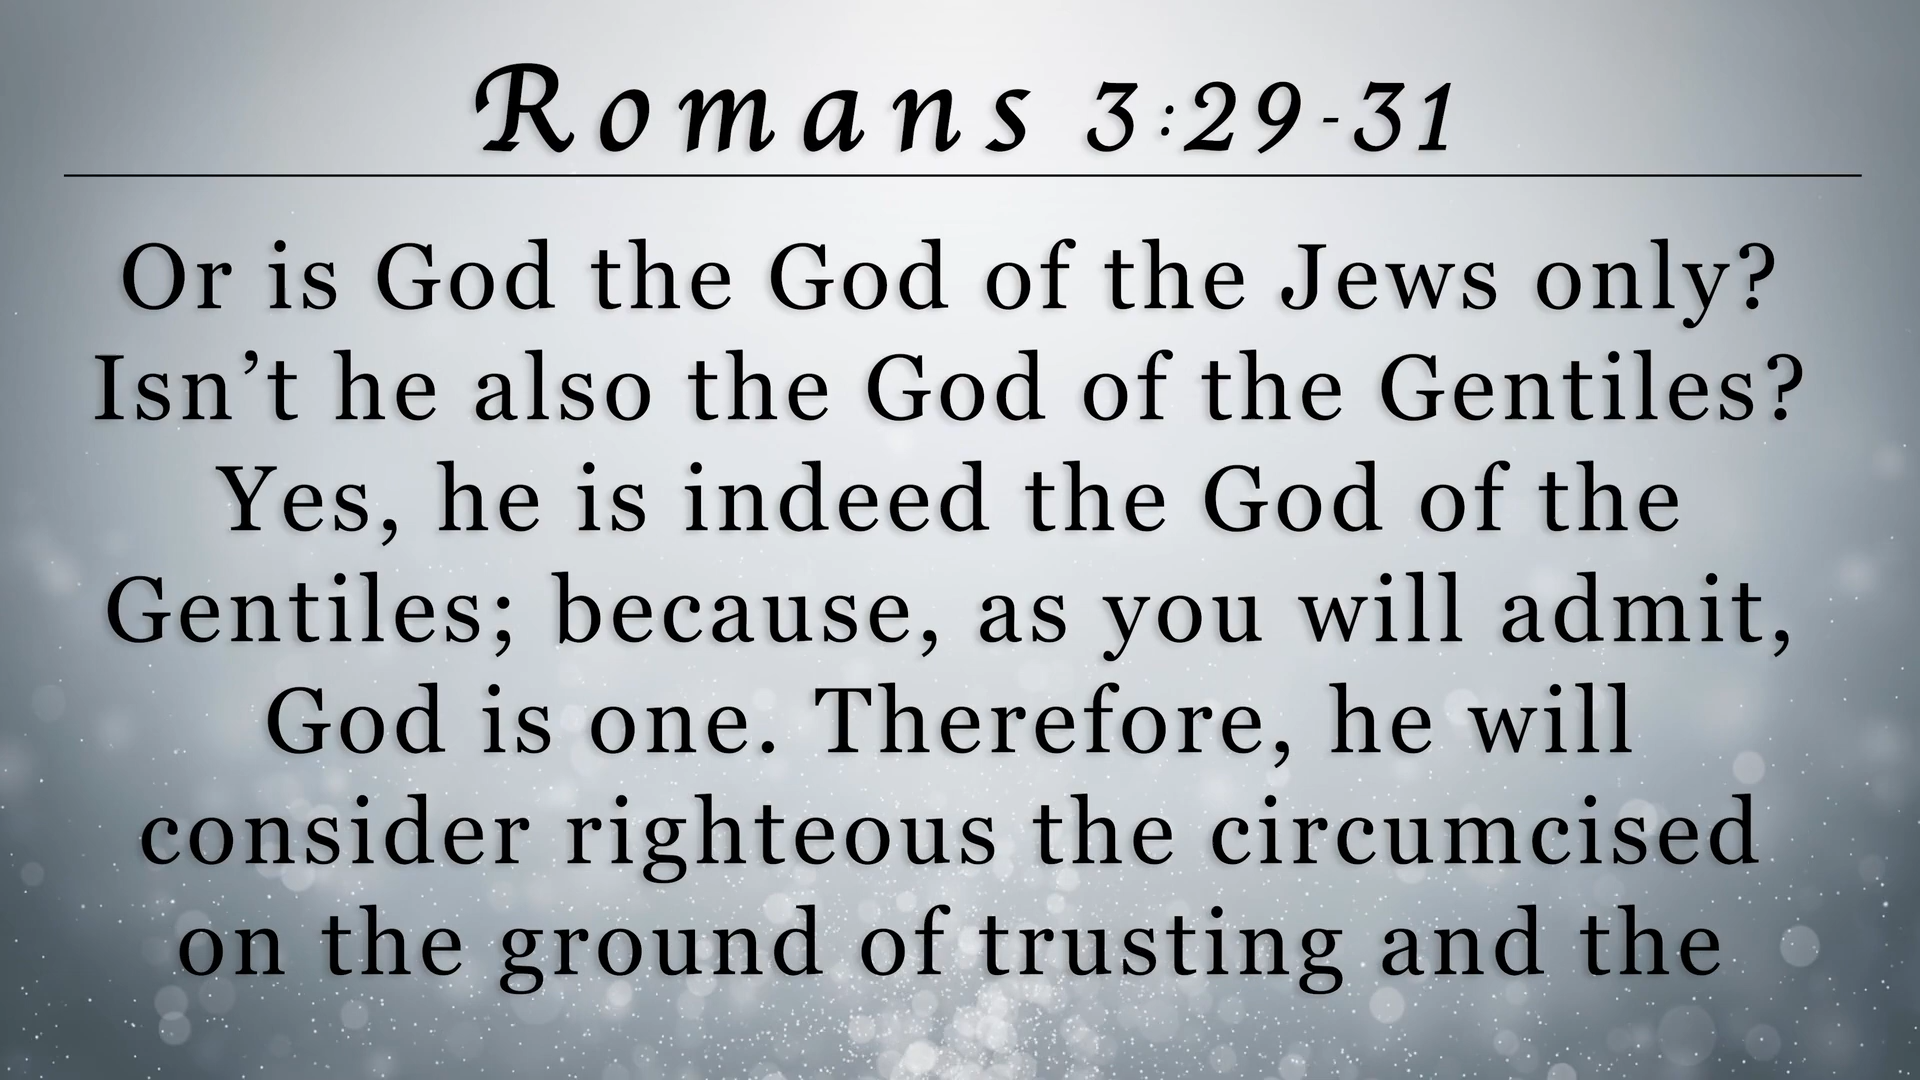 Romans 3:29-31
Or is God the God of the Jews only?
Isn’t he also the God of the Gentiles?
Yes, he is indeed the God of the
Gentiles; because, as you will admit,
God is one. Therefore, he will
consider righteous the circumcised
on the ground of trusting and the